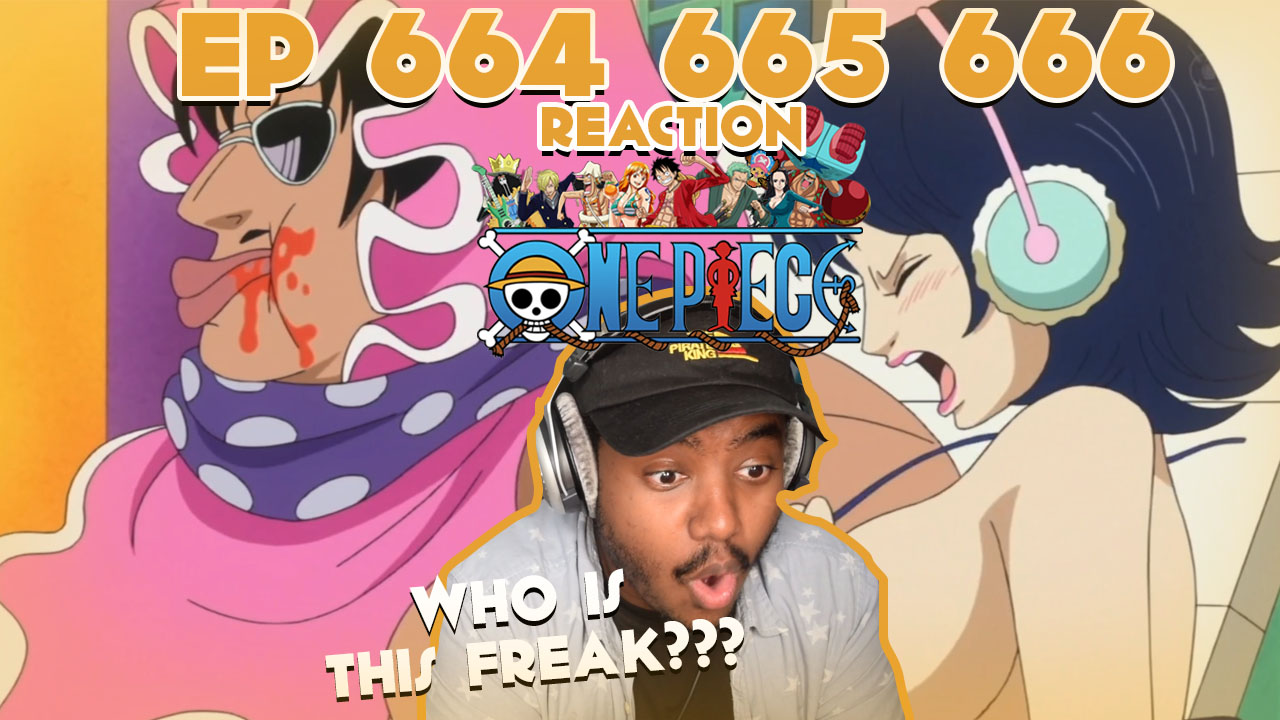 EP 664 665 666
REACTION
ONE PIECE
PIRATE
KING
WHO IS
THIS FREAK???